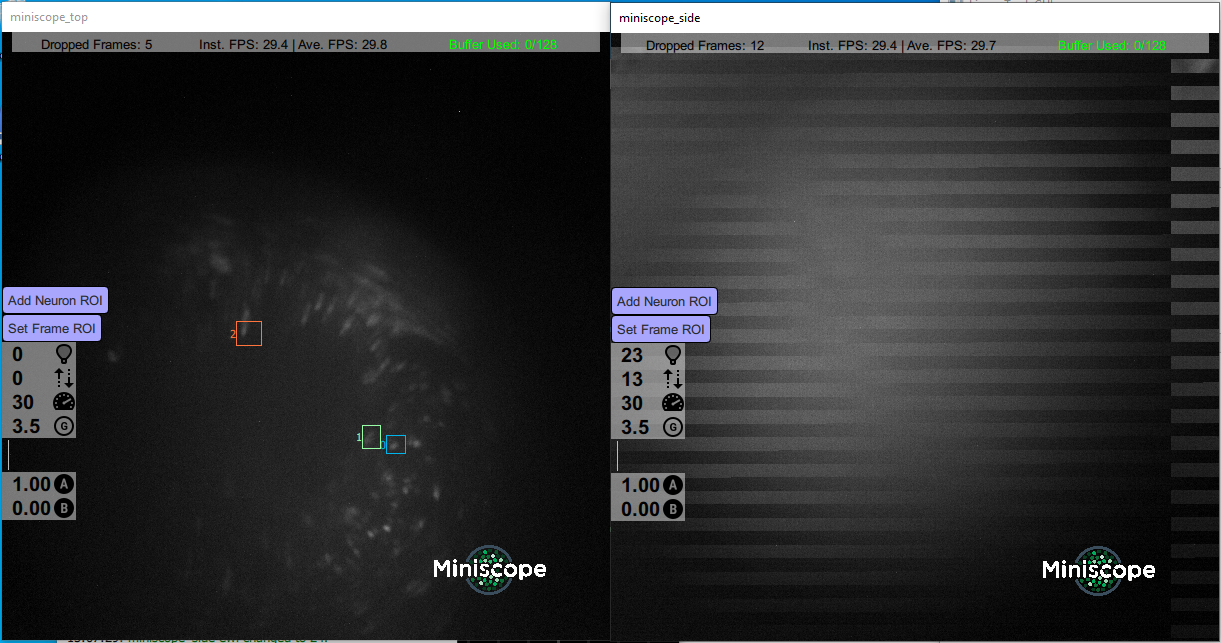 miniscope_top
Dropped Frames: 5 Inst. FPS: 29.4 | Ave. FPS: 29.8 Buffer Used: 0/128
2
Add Neuron ROI
Set Frame ROI
0
0
30
3.5 G
1
0
1.00 A
0.00 B
Miniscope
miniscope_side
Dropped Frames: 12 Inst. FPS: 29.4 | Ave. FPS: 29.7 Buffer Used: 0/128
Add Neuron ROI
Set Frame ROI
23
13
30
3.5 G
1.00 A
0.00 B
Miniscope